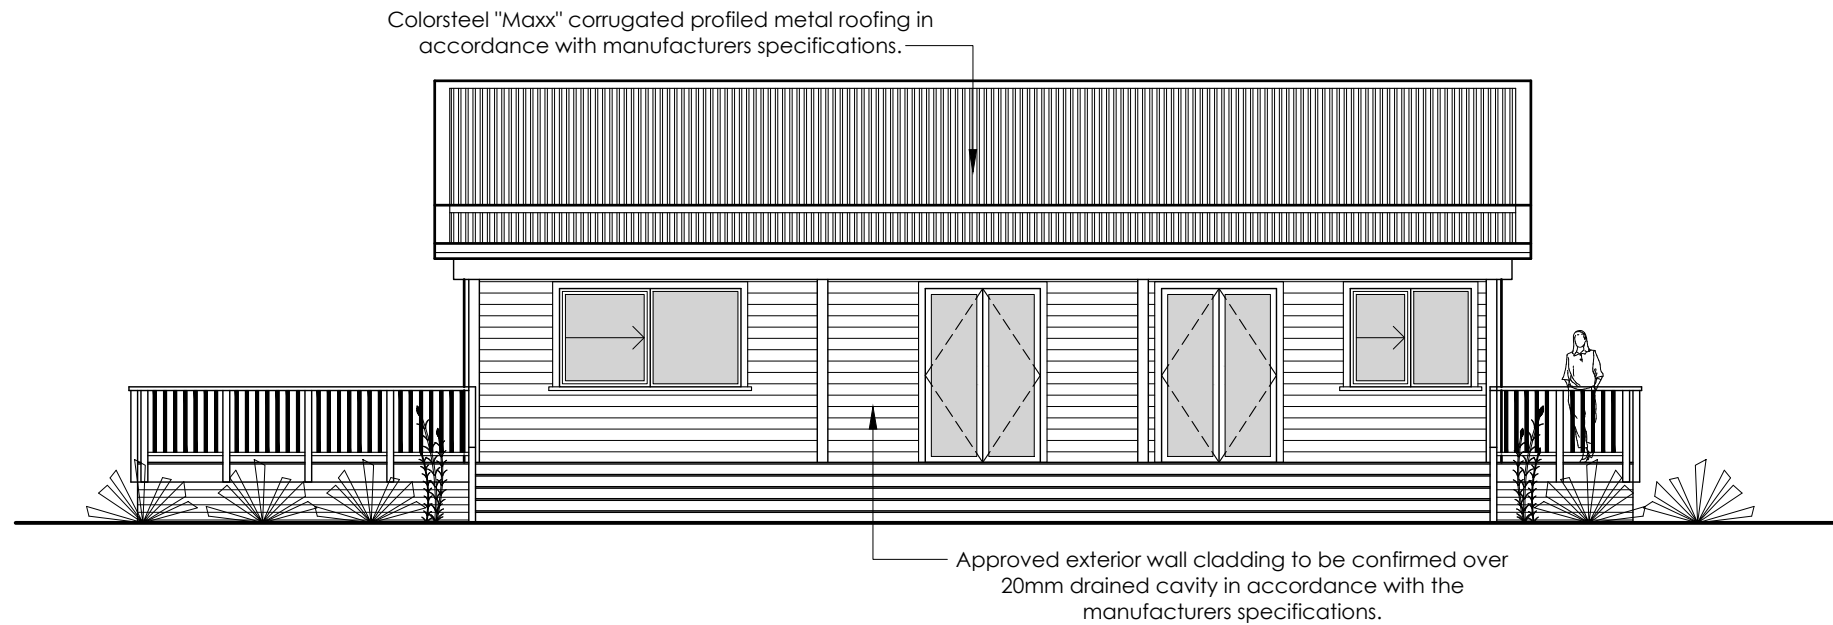 Colorsteel "Maxx" corrugated profiled metal roofing in
accordance with manufacturers specifications.
Approved exterior wall cladding to be confirmed over
20mm drained cavity in accordance with the
manufacturers specifications.